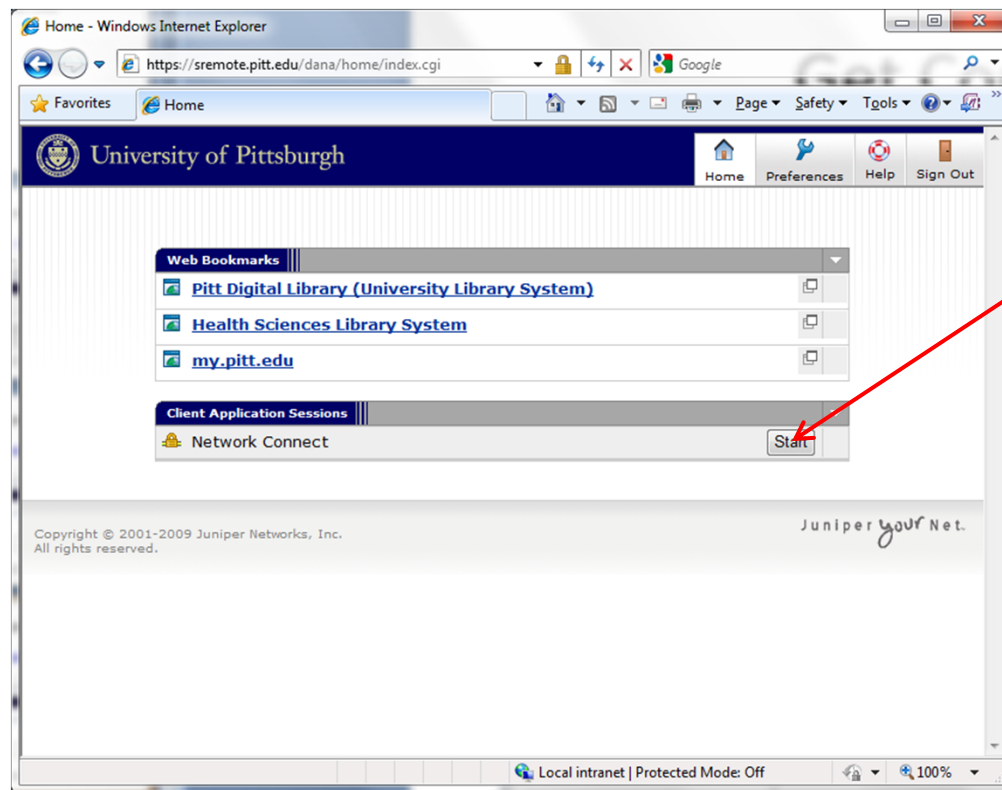 Home - Windows Internet Explorer
https://sremote.pitt.edu/dana/home/index.cgi
Google
Favorites
Home
Page
Safety
Tools
University of Pittsburgh
Home
Preferences
Help
Sign Out
Web Bookmarks
Pitt Digital Library (University Library System)
Health Sciences Library System
my.pitt.edu
Client Application Sessions
Network Connect
Start
Copyright © 2001-2009 Juniper Networks, Inc.
All rights reserved.
Juniper your Net.
Local intranet | Protected Mode: Off
100%